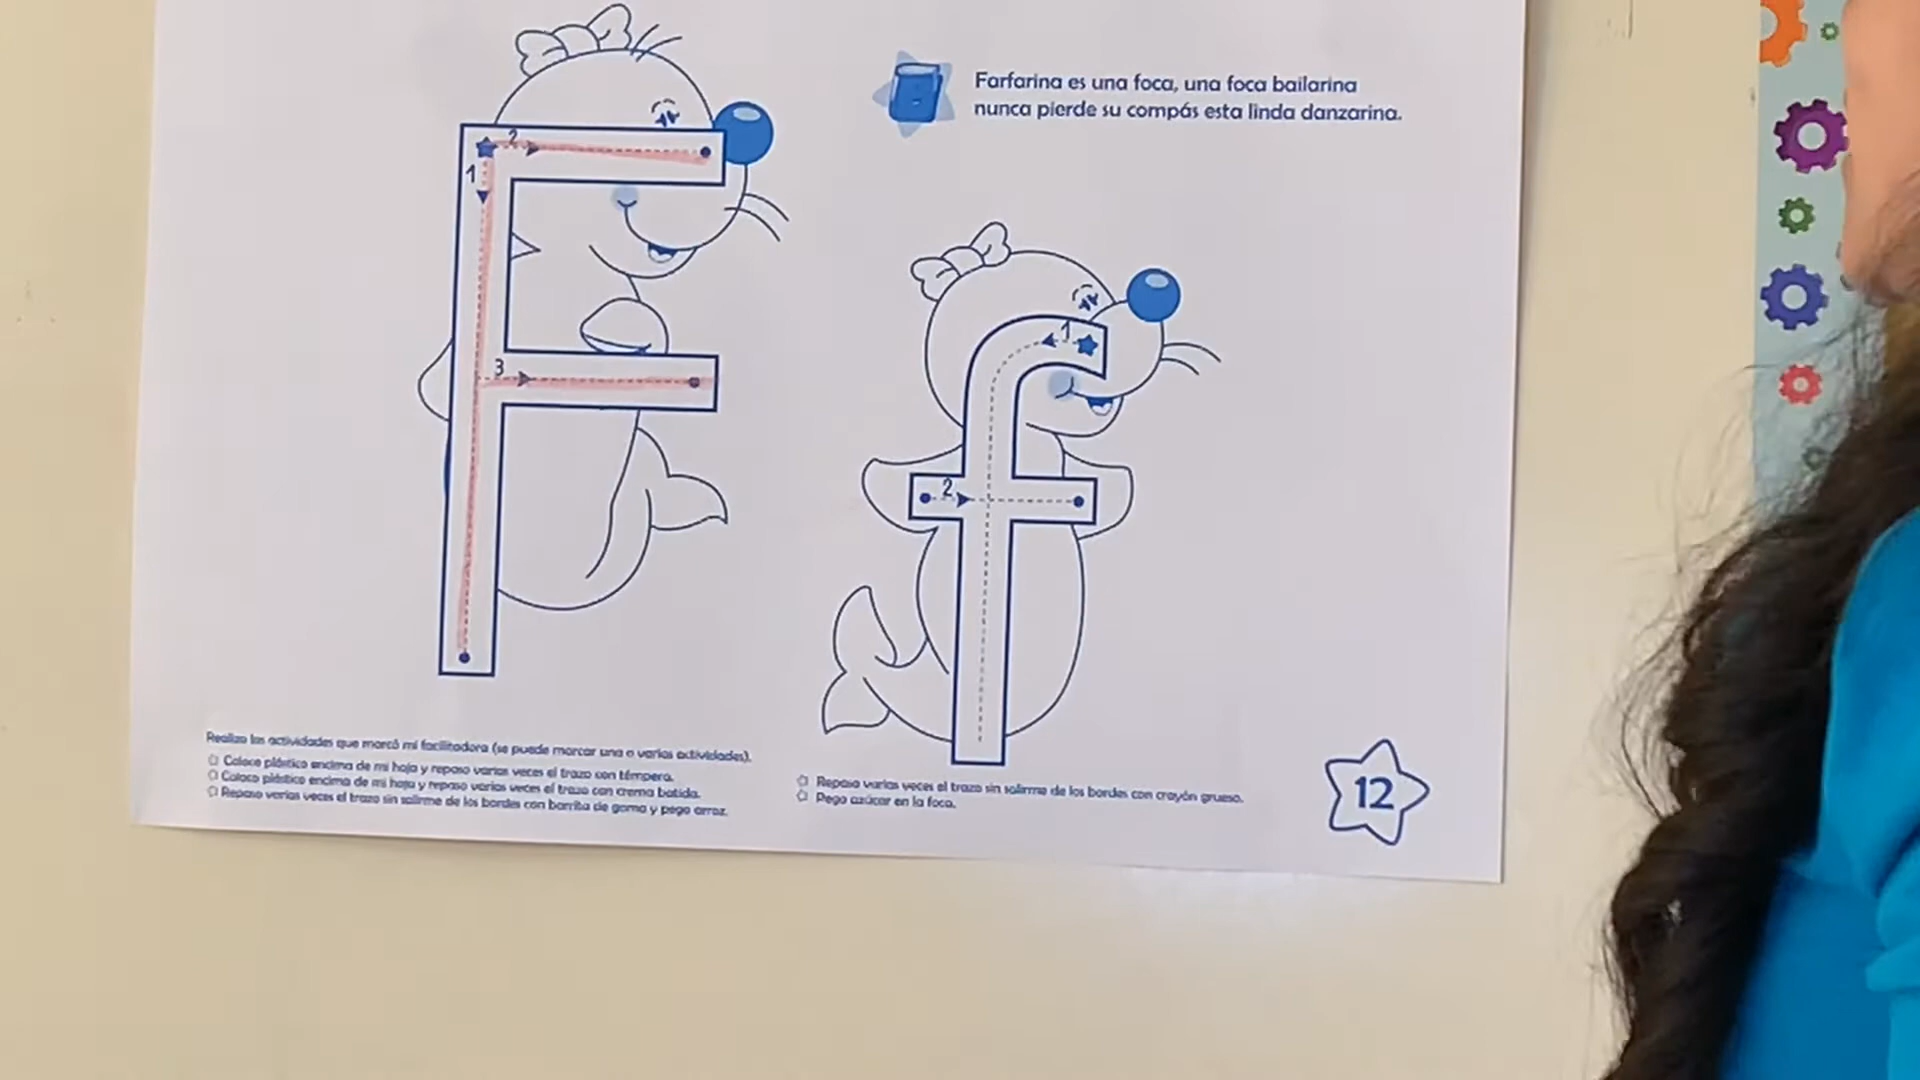 Farfarina es una foca, una foca bailarina
nunca pierde su compás esta linda danzarina.
F
2
1
3
f
1
2
Realizo las actividades que marcó mi facilitadora (se puede marcar una o varias actividades).
Coloco plástico encima de mi hoja y repaso varias veces el trazo con témpera.
Coloco plástico encima de mi hoja y repaso varias veces el trazo con crema batida.
Repaso varias veces el trazo sin salirme de los bordes con barrita de goma y pego arroz.
Repaso varias veces el trazo sin salirme de los bordes con crayón grueso.
Pego azúcar en la foca.
12